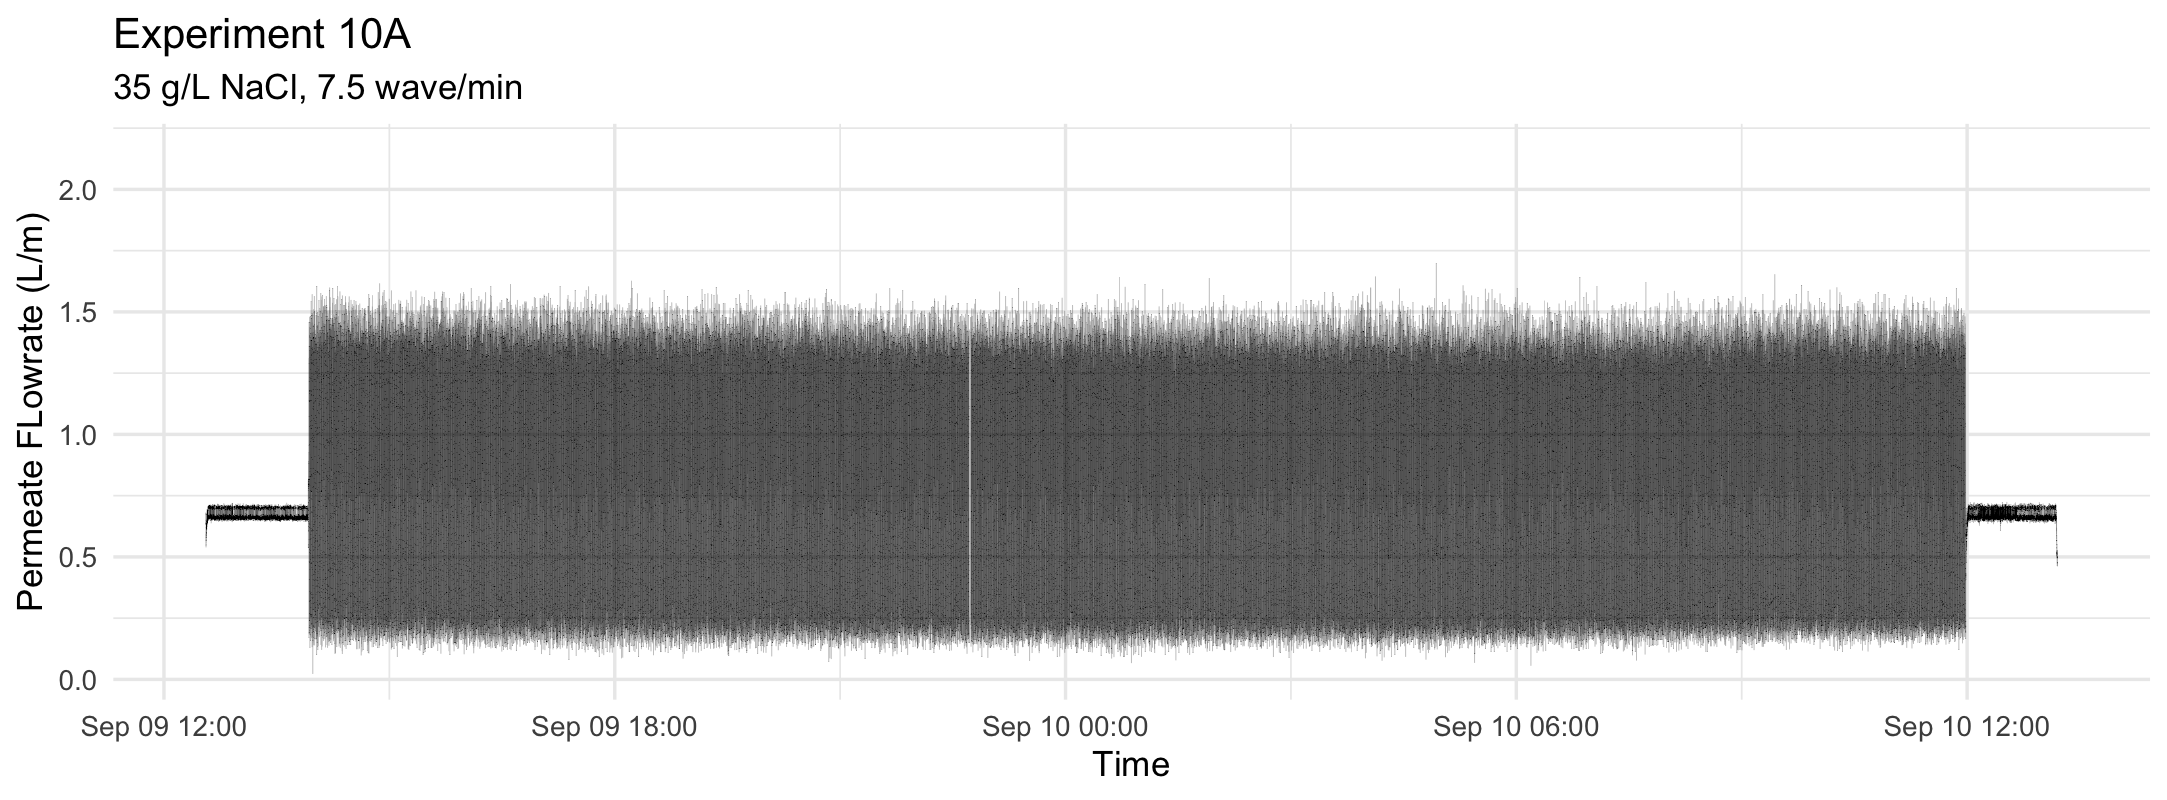 Experiment 10A
35 g/L NaCl, 7.5 wave/min
Permeate FLowrate (L/m)
2.0
1.5
1.0
0.5
0.0
Sep 09 12:00
Sep 09 18:00
Sep 10 00:00
Sep 10 06:00
Sep 10 12:00
Time